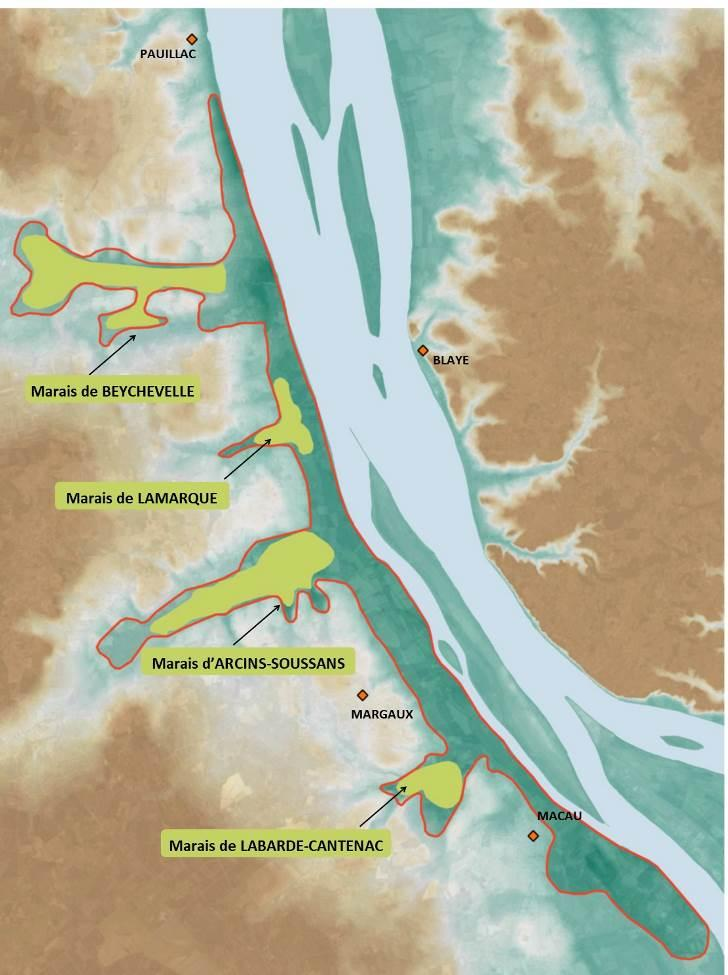 PAUILLAC
BLAYE
Marais de BEYCHEVELLE
Marais de LAMARQUE
Marais d'ARCINS-SOUSSANS
MARGAUX
MACAU
Marais de LABARDE-CANTENAC